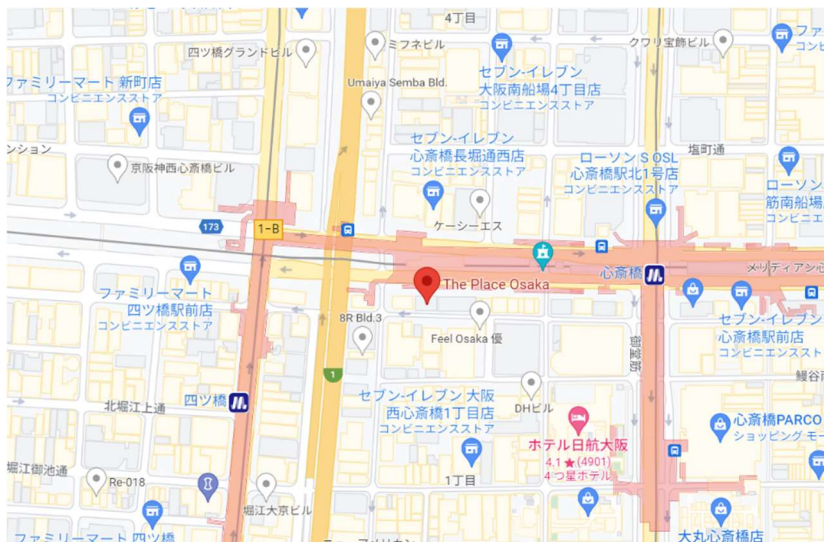 4丁目
四ツ橋グランドビル
ミフネビル
クワリ宝飾ビル
ファミリーマート 新町店
コンビニエンスストア
Umaiya Semba Bldg.
セブン-イレブン
大阪南船場4丁目店
コンビニエンスストア
京阪神西心斎橋ビル
セブン-イレブン
心斎橋長堀通西店
コンビニエンスストア
ローソン S OSL
心斎橋駅北1号店
コンビニエンスストア
塩町通
ローソン
コンビニエ
173
1-B
ケーシーエス
心斎橋
The Place Osaka
ファミリーマート
四ツ橋駅前店
コンビニエンスストア
8R Bld.3
Feel Osaka 優
御堂筋
セブン-イレブン
心斎橋駅前店
コンビニエンススト
1
北堀江上通
四ツ橋
セブン-イレブン 大阪
西心斎橋1丁目店
コンビニエンスストア
DHビル
心斎橋PARCO
ショッピング モー
ホテル日航大阪
4.1★(4901)
4つ星ホテル
堀江御池通
Re-018
1丁目
堀江大京ビル
ファミリーマート 四ツ橋
大丸心斎橋店